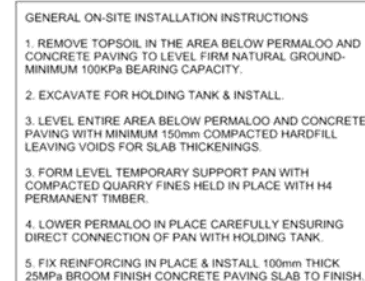 GENERAL ON-SITE INSTALLATION INSTRUCTIONS
1. REMOVE TOPSOIL IN THE AREA BELOW PERMALOO AND
CONCRETE PAVING TO LEVEL FIRM NATURAL GROUND-
MINIMUM 100KPa BEARING CAPACITY.
2. EXCAVATE FOR HOLDING TANK & INSTALL.
3. LEVEL ENTIRE AREA BELOW PERMALOO AND CONCRETE
PAVING WITH MINIMUM 150mm COMPACTED HARDFILL
LEAVING VOIDS FOR SLAB THICKENINGS.
3. FORM LEVEL TEMPORARY SUPPORT PAN WITH
COMPACTED QUARRY FINES HELD IN PLACE WITH H4
PERMANENT TIMBER.
4. LOWER PERMALOO IN PLACE CAREFULLY ENSURING
DIRECT CONNECTION OF PAN WITH HOLDING TANK.
5. FIX REINFORCING IN PLACE & INSTALL 100mm THICK
25MPa BROOM FINISH CONCRETE PAVING SLAB TO FINISH.